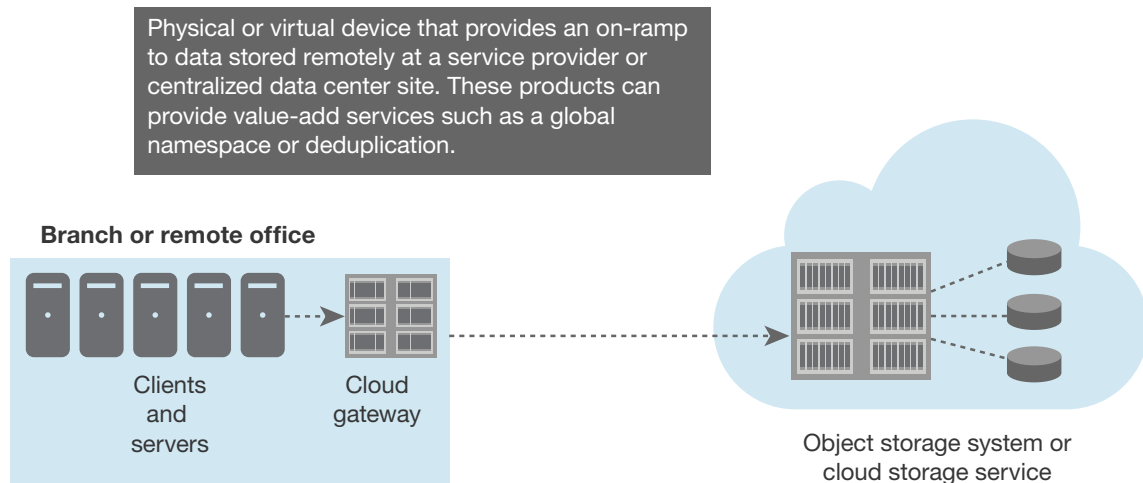 Physical or virtual device that provides an on-ramp
to data stored remotely at a service provider or
centralized data center site. These products can
provide value-add services such as a global
namespace or deduplication.
Branch or remote office
Clients
and
servers
Cloud
gateway
Object storage system or
cloud storage service